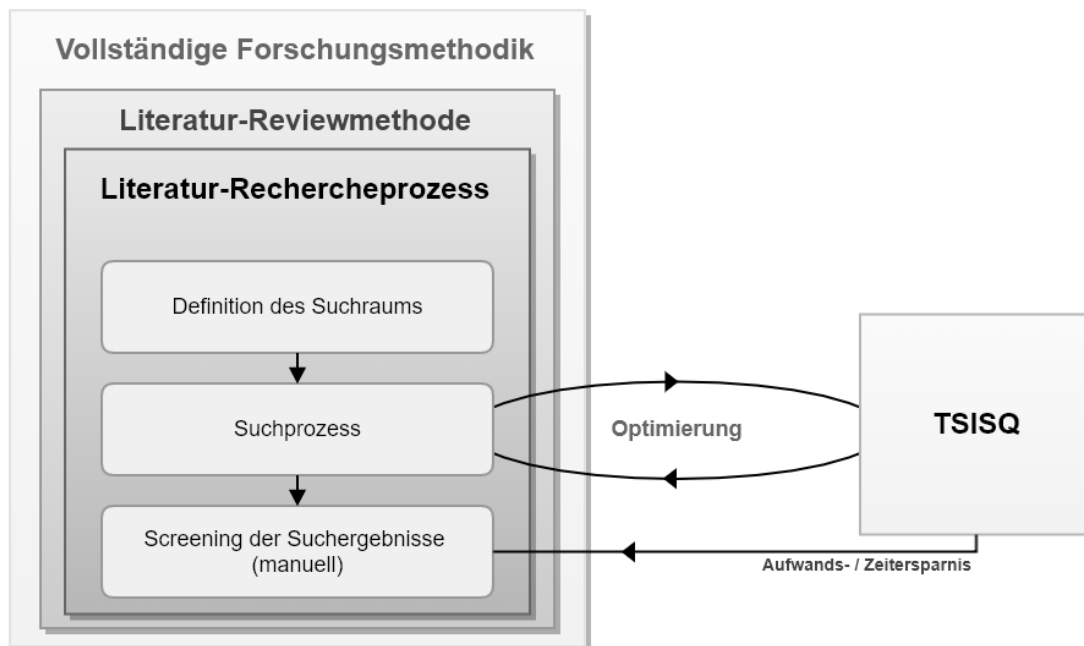 Vollständige Forschungsmethodik
Literatur-Reviewmethode
Literatur-Rechercheprozess
Definition des Suchraums
Suchprozess
Optimierung
TSISQ
Screening der Suchergebnisse
(manuell)
Aufwands- / Zeitersparnis